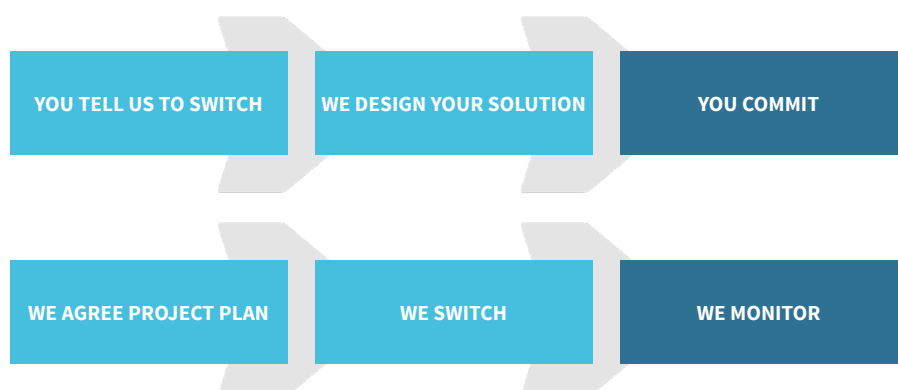 YOU TELL US TO SWITCH
WE DESIGN YOUR SOLUTION
YOU COMMIT
WE AGREE PROJECT PLAN
WE SWITCH
WE MONITOR